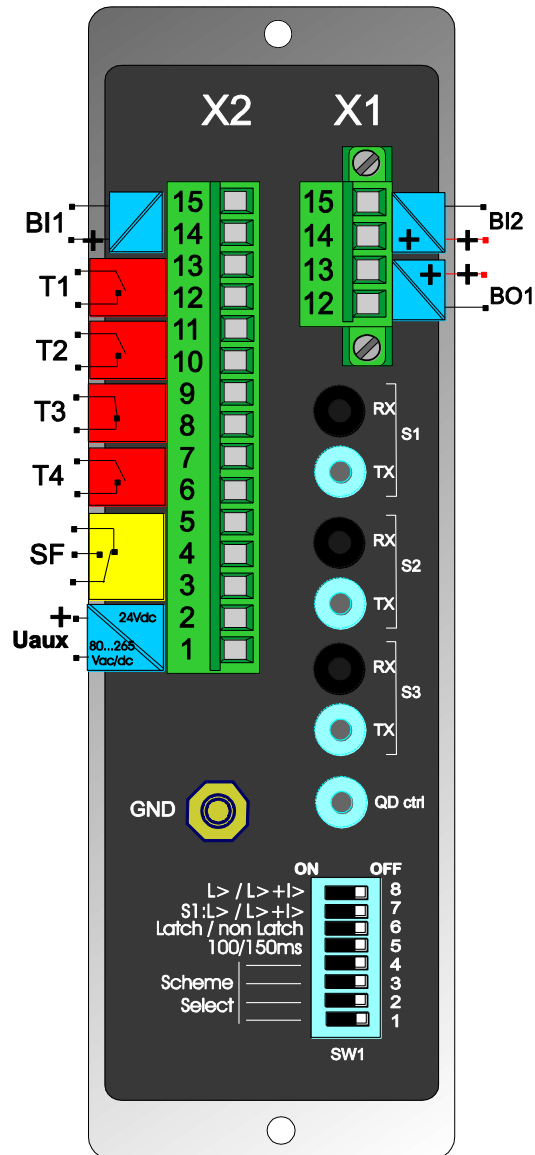 X2 X1
15
14
13
12
11
10
9
8
7
6
5
4
3
2
1
BI1
+
T1
T2
T3
T4
SF
+
Uaux
24Vdc
80...265
Vac/dc
15
14
13
12
BI2
+ +
+ +
BO1
RX
S1
TX
RX
S2
TX
RX
S3
TX
GND
QD ctrl
ON OFF
L> / L>+I> 8
S1:L> / L>+I> 7
Latch / non Latch 6
100/150ms 5
4
Scheme 3
Select 2
1
SW1